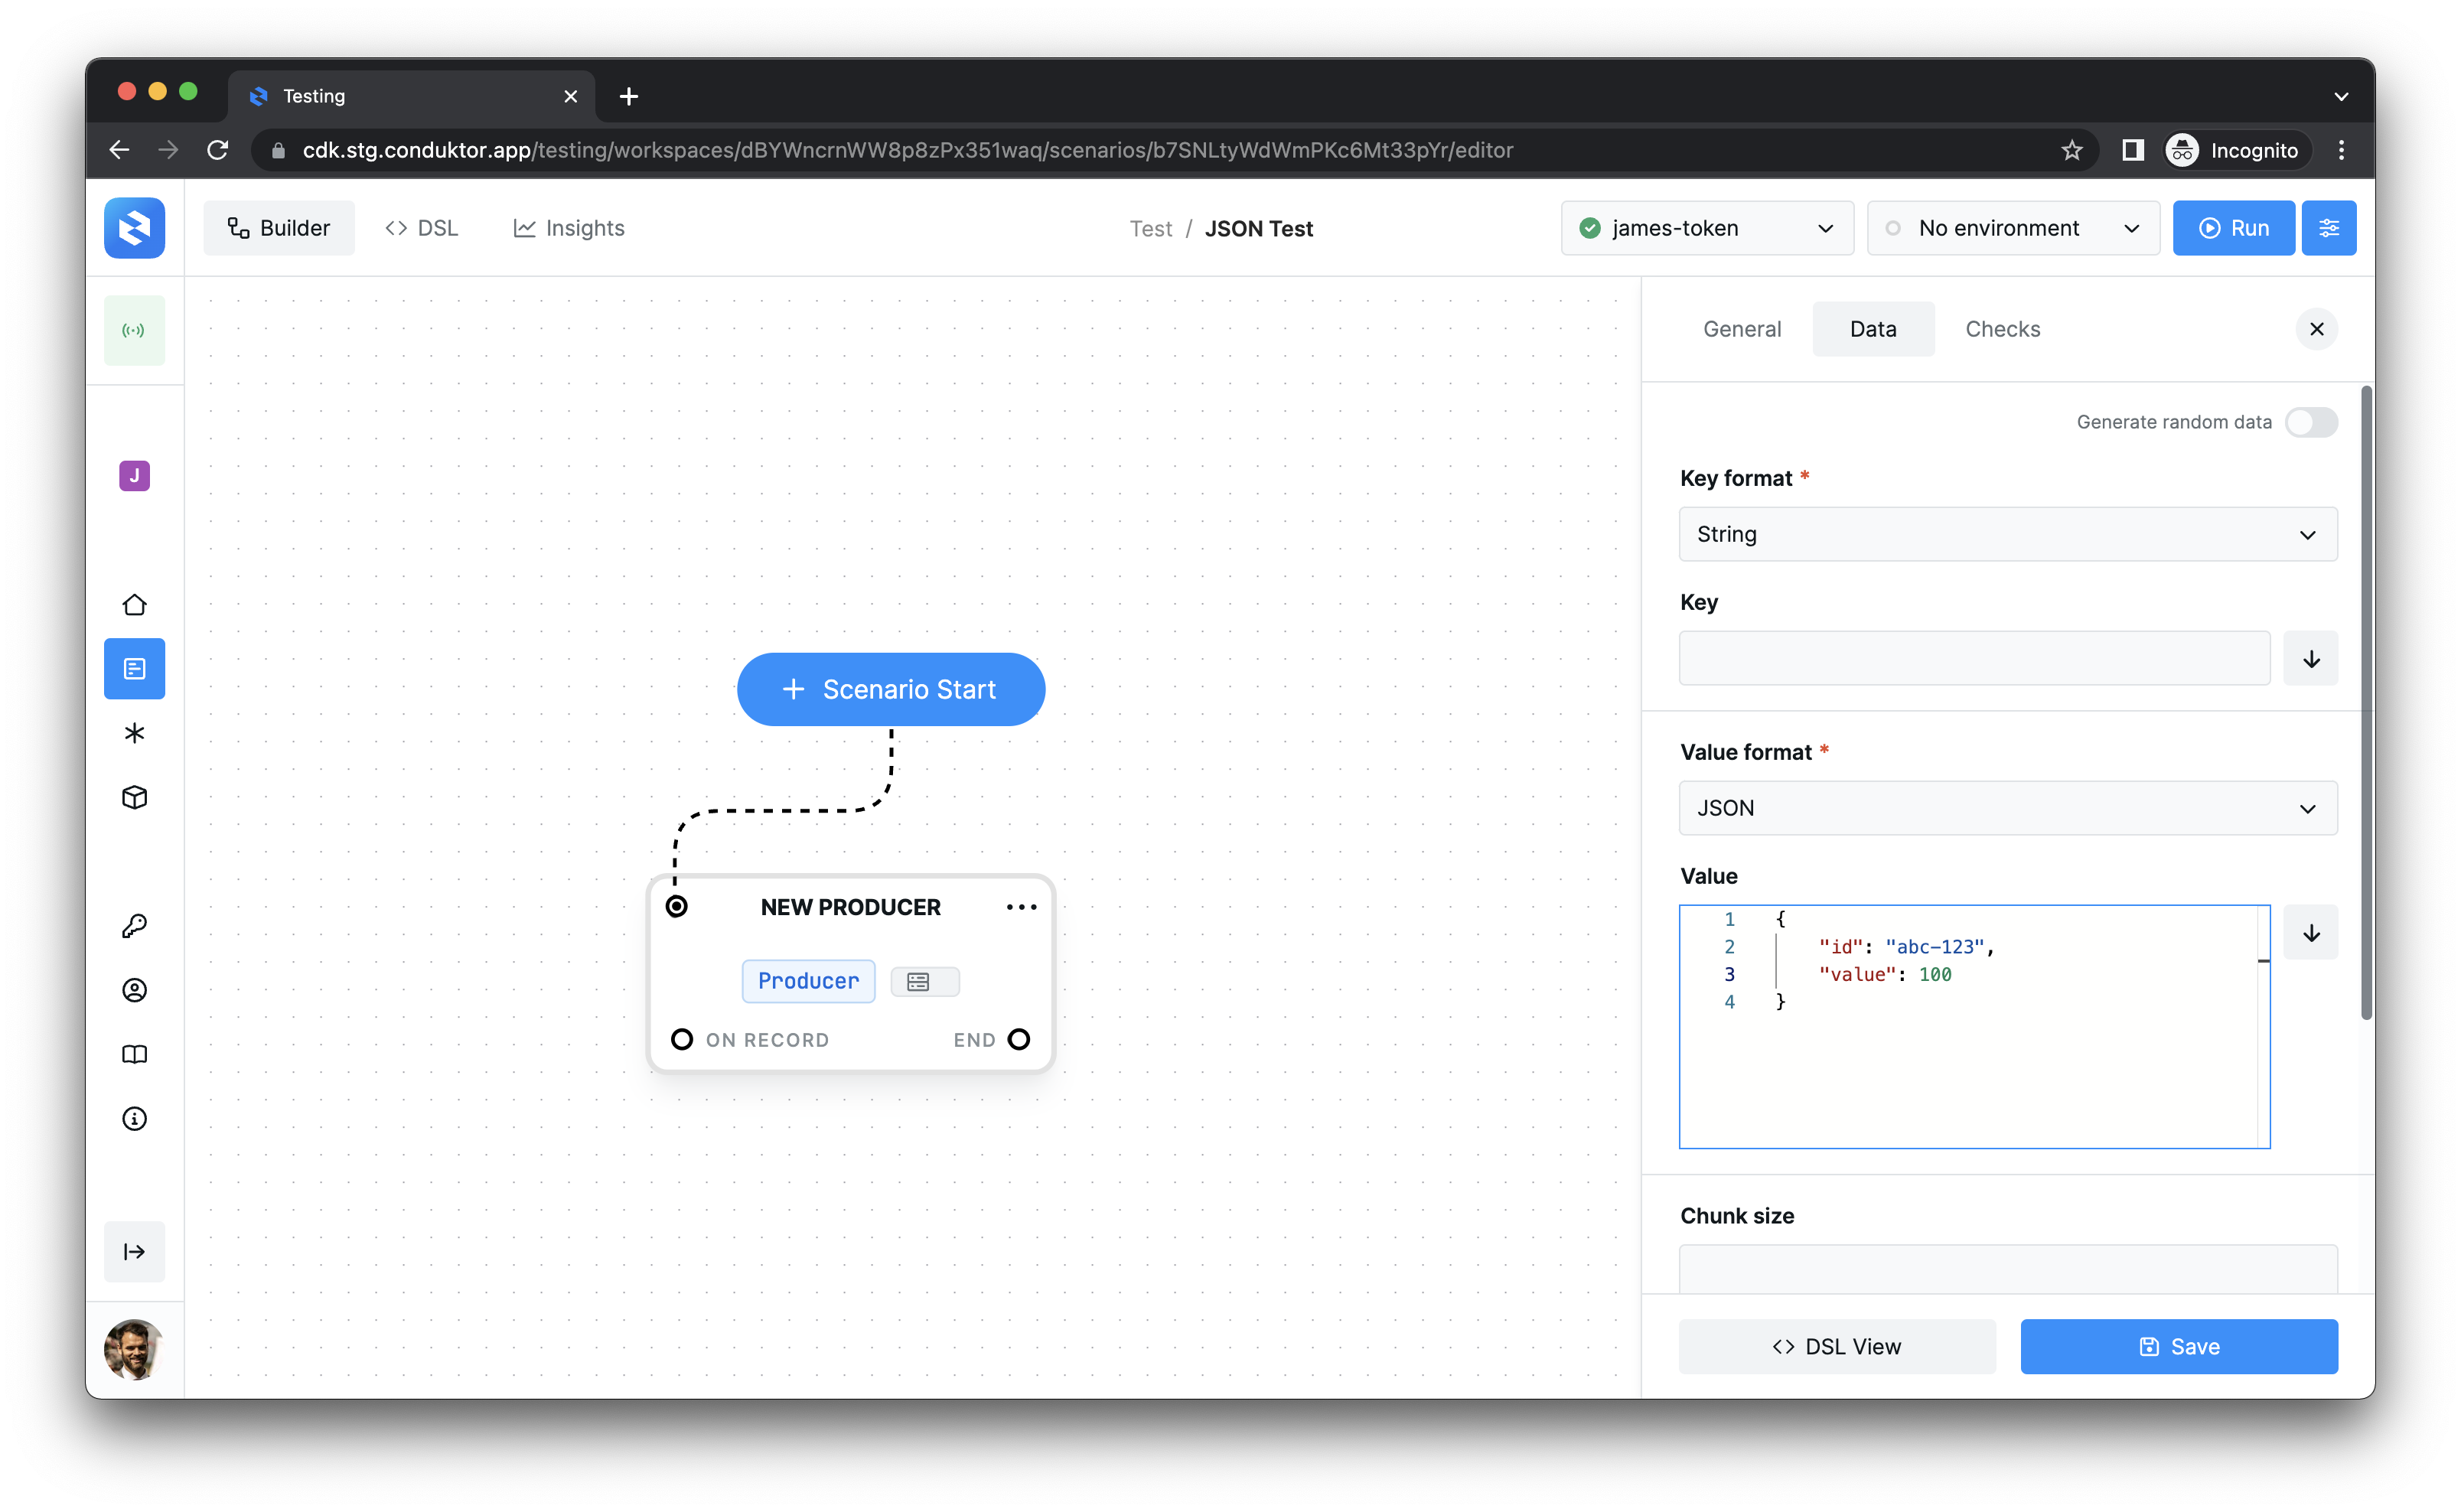 Testing
cdk.stg.conduktor.app/testing/workspaces/dBYWncrnWW8p8zPx351waq/scenarios/b7SNLtyWdWmPKc6Mt33pYr/editor
Incognito
Builder
<> DSL
Insights
Test / JSON Test
james-token
No environment
Run
J
General
Data
Checks
Generate random data
Key format *
String
Key
Value format *
JSON
Value
1 {
2 "id": "abc-123",
3 "value": 100
4 }
Chunk size
<> DSL View
Save
+ Scenario Start
NEW PRODUCER
Producer
ON RECORD
END